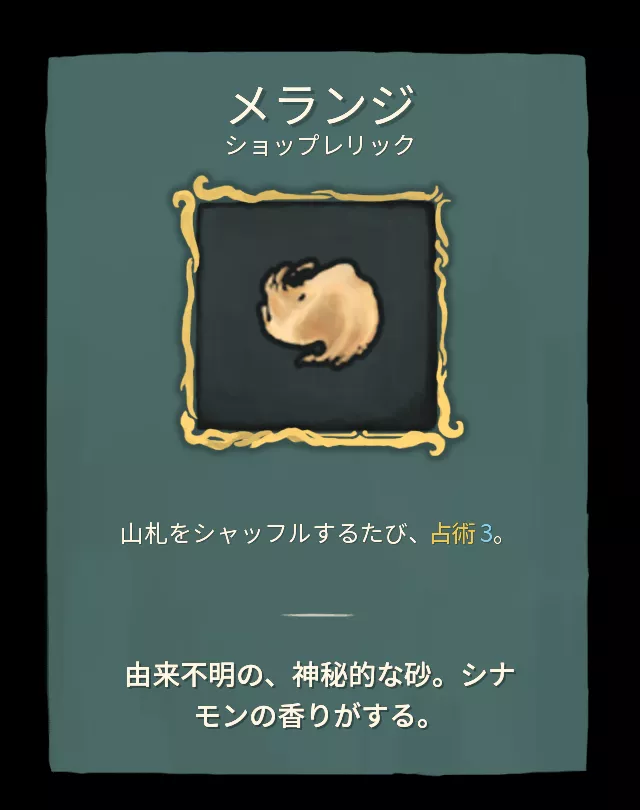 メランジ
ショップレリック
山札をシャッフルするたび、占術 3。
由来不明の、神秘的な砂。シナ
モンの香りがする。